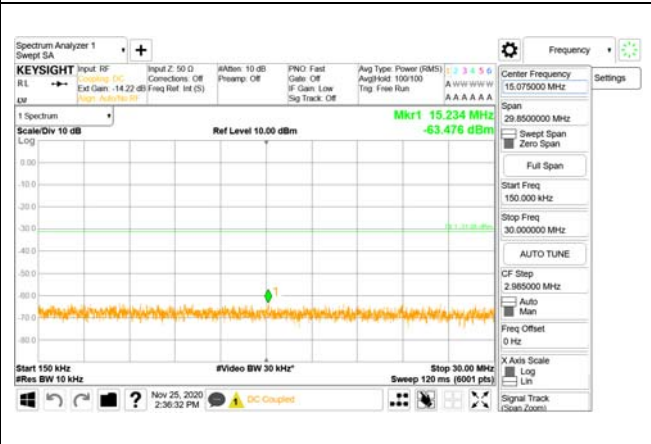 Spectrum Analyzer 1
Swept SA
Frequency
KEYSIGHT
R L
Input: RF
Coupling: DC
Ext Gain: -14.22 dB
Align: Auto/No RF
Input Z: 50 Ω
Corrections: Off
Freq Ref: Int (S)
#Atten: 10 dB
Preamp: Off
PNO: Fast
Gate: Off
IF Gain: Low
Sig Track: Off
Avg Type: Power (RMS)
Avg|Hold: 100/100
Trig: Free Run
1 2 3 4 5 6
A W W W W W
A A A A A A
1 Spectrum
Scale/Div 10 dB
Log
Ref Level 10.00 dBm
Mkr1 15.234 MHz
-63.476 dBm
0.00
-10.0
-20.0
-30.0
-40.0
-50.0
-60.0
-70.0
-80.0
1
Start 150 kHz
#Res BW 10 kHz
#Video BW 30 kHz*
Stop 30.00 MHz
Sweep 120 ms (6001 pts)
Nov 25, 2020
2:36:32 PM
DC Coupled
Center Frequency
15.075000 MHz
Settings
Span
29.8500000 MHz
Swept Span
Zero Span
Full Span
Start Freq
150.000 kHz
Stop Freq
30.000000 MHz
AUTO TUNE
CF Step
2.985000 MHz
Auto
Man
Freq Offset
0 Hz
X Axis Scale
Log
Lin
Signal Track
(Span Zoom)